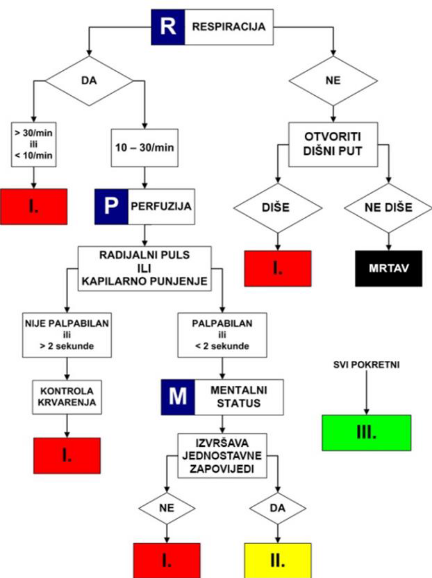 R RESPIRACIJA
DA
NE
> 30/min
ili
< 10/min
10 – 30/min
OTVORITI
DIŠNI PUT
I.
P PERFUZIJA
DIŠE
NE DIŠE
RADIJALNI PULS
ILI
KAPILARNO PUNJENJE
I.
MRTAV
NIJE PALPABILAN
ili
> 2 sekunde
PALPABILAN
ili
< 2 sekunde
SVI POKRETNI
KONTROLA
KRVARENJA
M MENTALNI
STATUS
III.
I.
IZVRŠAVA
JEDNOSTAVNE
ZAPOVIJEDI
NE
DA
I.
II.